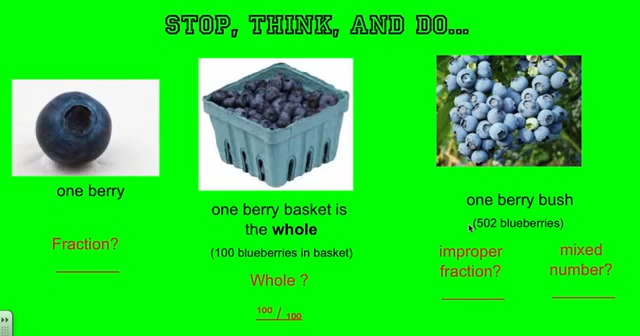 STOP, THINK, AND DO...
one berry
Fraction?
one berry basket is
the whole
(100 blueberries in basket)
Whole ?
100 / 100
one berry bush
(502 blueberries)
improper
fraction?
mixed
number?